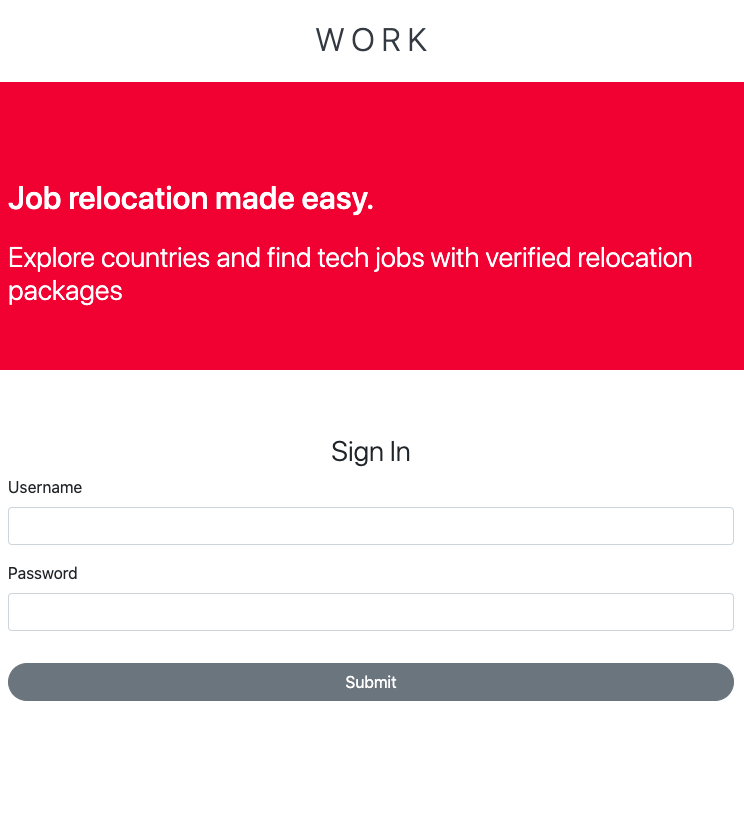 WORK
Job relocation made easy.
Explore countries and find tech jobs with verified relocation
packages
Sign In
Username
Password
Submit